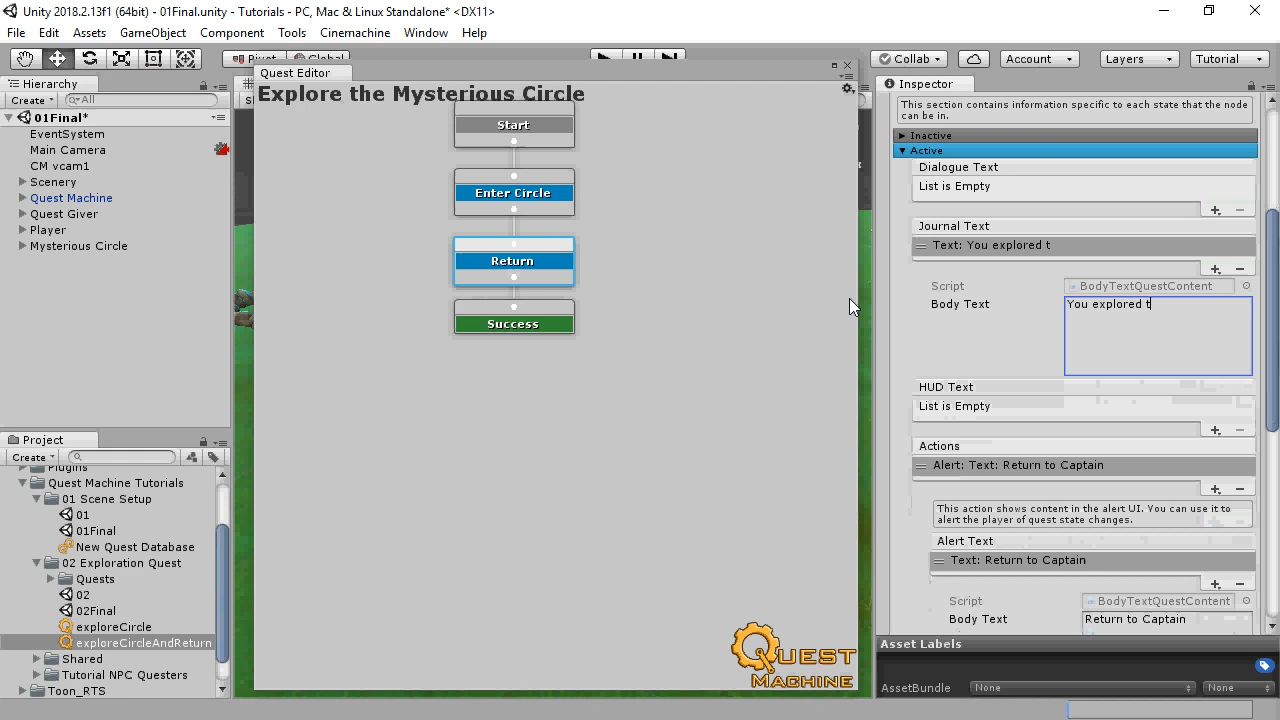 Unity 2018.2.13f1 (64bit) - 01Final.unity - Tutorials - PC, Mac & Linux Standalone* <DX11>
File Edit Assets GameObject Component Tools Cinemachine Window Help
Pivot Global Collab Account Layers Tutorial
Hierarchy
Create All
01Final*
EventSystem
Main Camera
CM vcam1
Scenery
Quest Machine
Quest Giver
Player
Mysterious Circle
Project
Create
Plugins
Quest Machine Tutorials
01 Scene Setup
01
01Final
New Quest Database
02 Exploration Quest
Quests
02
02Final
exploreCircle
exploreCircleAndReturn
Shared
Tutorial NPC Questers
Toon_RTS
Quest Editor
Explore the Mysterious Circle
Start
Enter Circle
Return
Success
QUEST
MACHINE
Inspector
This section contains information specific to each state that the node
can be in.
Inactive
Active
Dialogue Text
List is Empty
Journal Text
Text: You explored t
Script BodyTextQuestContent
Body Text You explored t
HUD Text
List is Empty
Actions
Alert: Text: Return to Captain
This action shows content in the alert UI. You can use it to
alert the player of quest state changes.
Alert Text
Text: Return to Captain
Script BodyTextQuestContent
Body Text Return to Captain
Asset Labels
AssetBundle None None